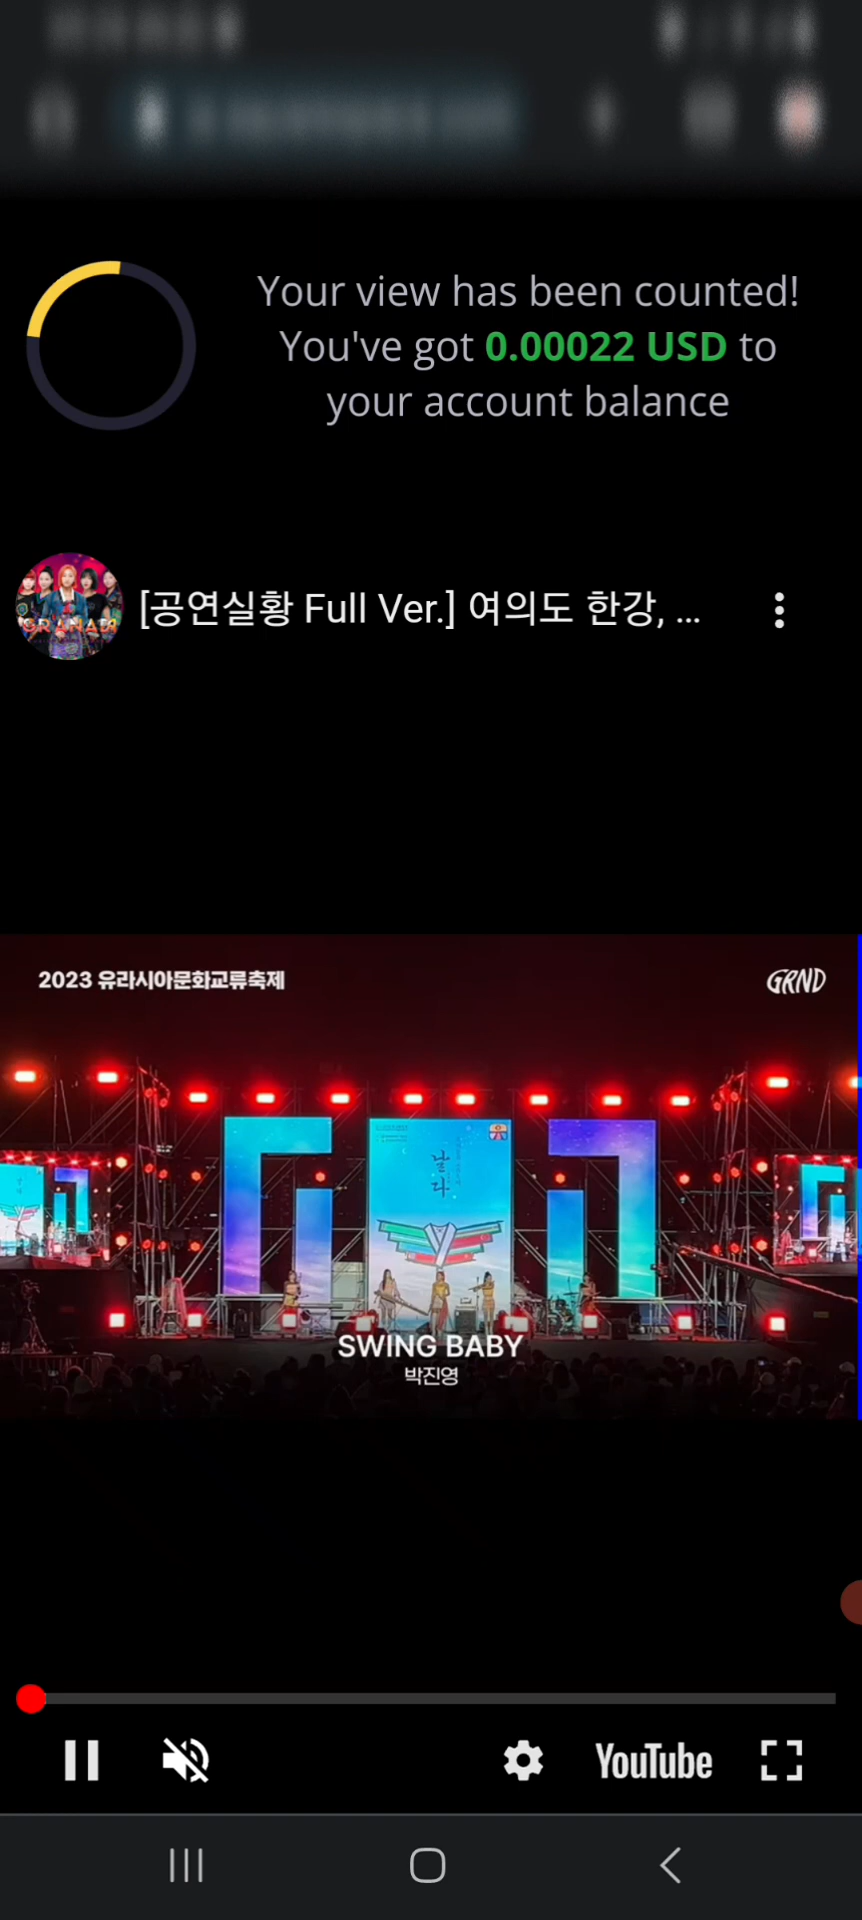 Your view has been counted!
You've got 0.00022 USD to
your account balance
[공연실황 Full Ver.] 여의도 한강, ...
2023 유라시아문화교류축제
GRND
날다
SWING BABY
박진영
YouTube